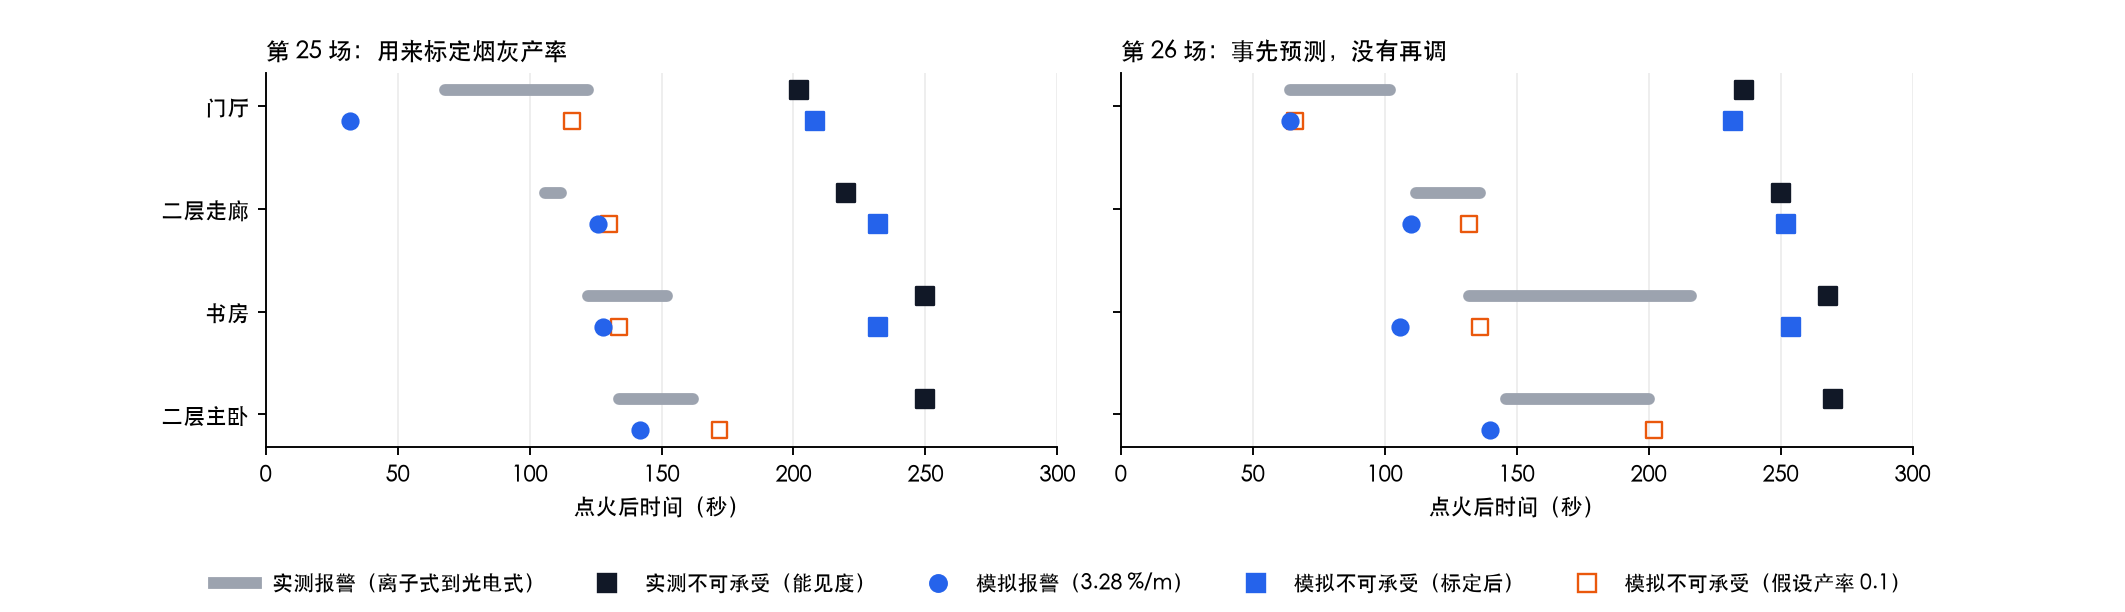 第 25 场：用来标定烟灰产率
门厅
二层走廊
书房
二层主卧
0 50 100 150 200 250 300
点火后时间（秒）
第 26 场：事先预测，没有再调
0 50 100 150 200 250 300
点火后时间（秒）
实测报警（离子式到光电式） 实测不可承受（能见度） 模拟报警（3.28 %/m） 模拟不可承受（标定后） 模拟不可承受（假设产率 0.1）